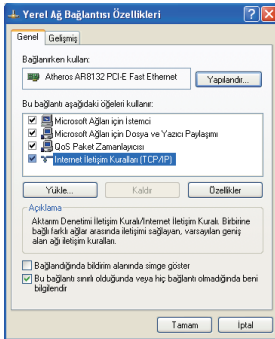 Yerel Ağ Bağlantısı Özellikleri
Genel
Gelişmiş
Bağlanırken kullan:
Atheros AR8132 PCI-E Fast Ethernet
Yapılandır...
Bu bağlantı aşağıdaki öğeleri kullanır:
Microsoft Ağları için İstemci
Microsoft Ağları için Dosya ve Yazıcı Paylaşımı
QoS Paket Zamanlayıcısı
Internet İletişim Kuralları (TCP/IP)
Yükle...
Kaldır
Özellikler
Açıklama
Aktarım Denetimi İletişim Kuralı/Internet İletişim Kuralı. Birbirine
bağlı farklı ağlar arasında iletişimi sağlayan, varsayılan geniş
alan ağı iletişim kuralları.
Bağlandığında bildirim alanında simge göster
Bu bağlantı sınırlı olduğunda veya hiç bağlantı olmadığında beni
bilgilendir
Tamam
İptal